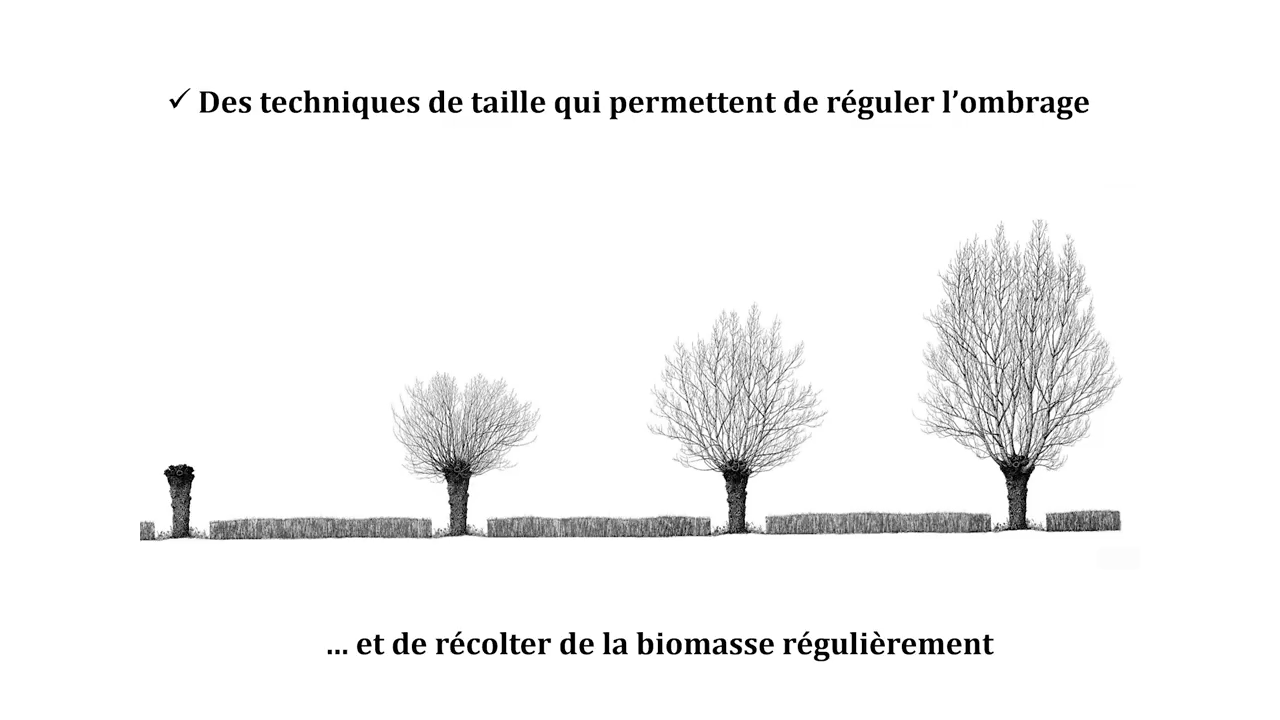 ✓ Des techniques de taille qui permettent de réguler l’ombrage
... et de récolter de la biomasse régulièrement